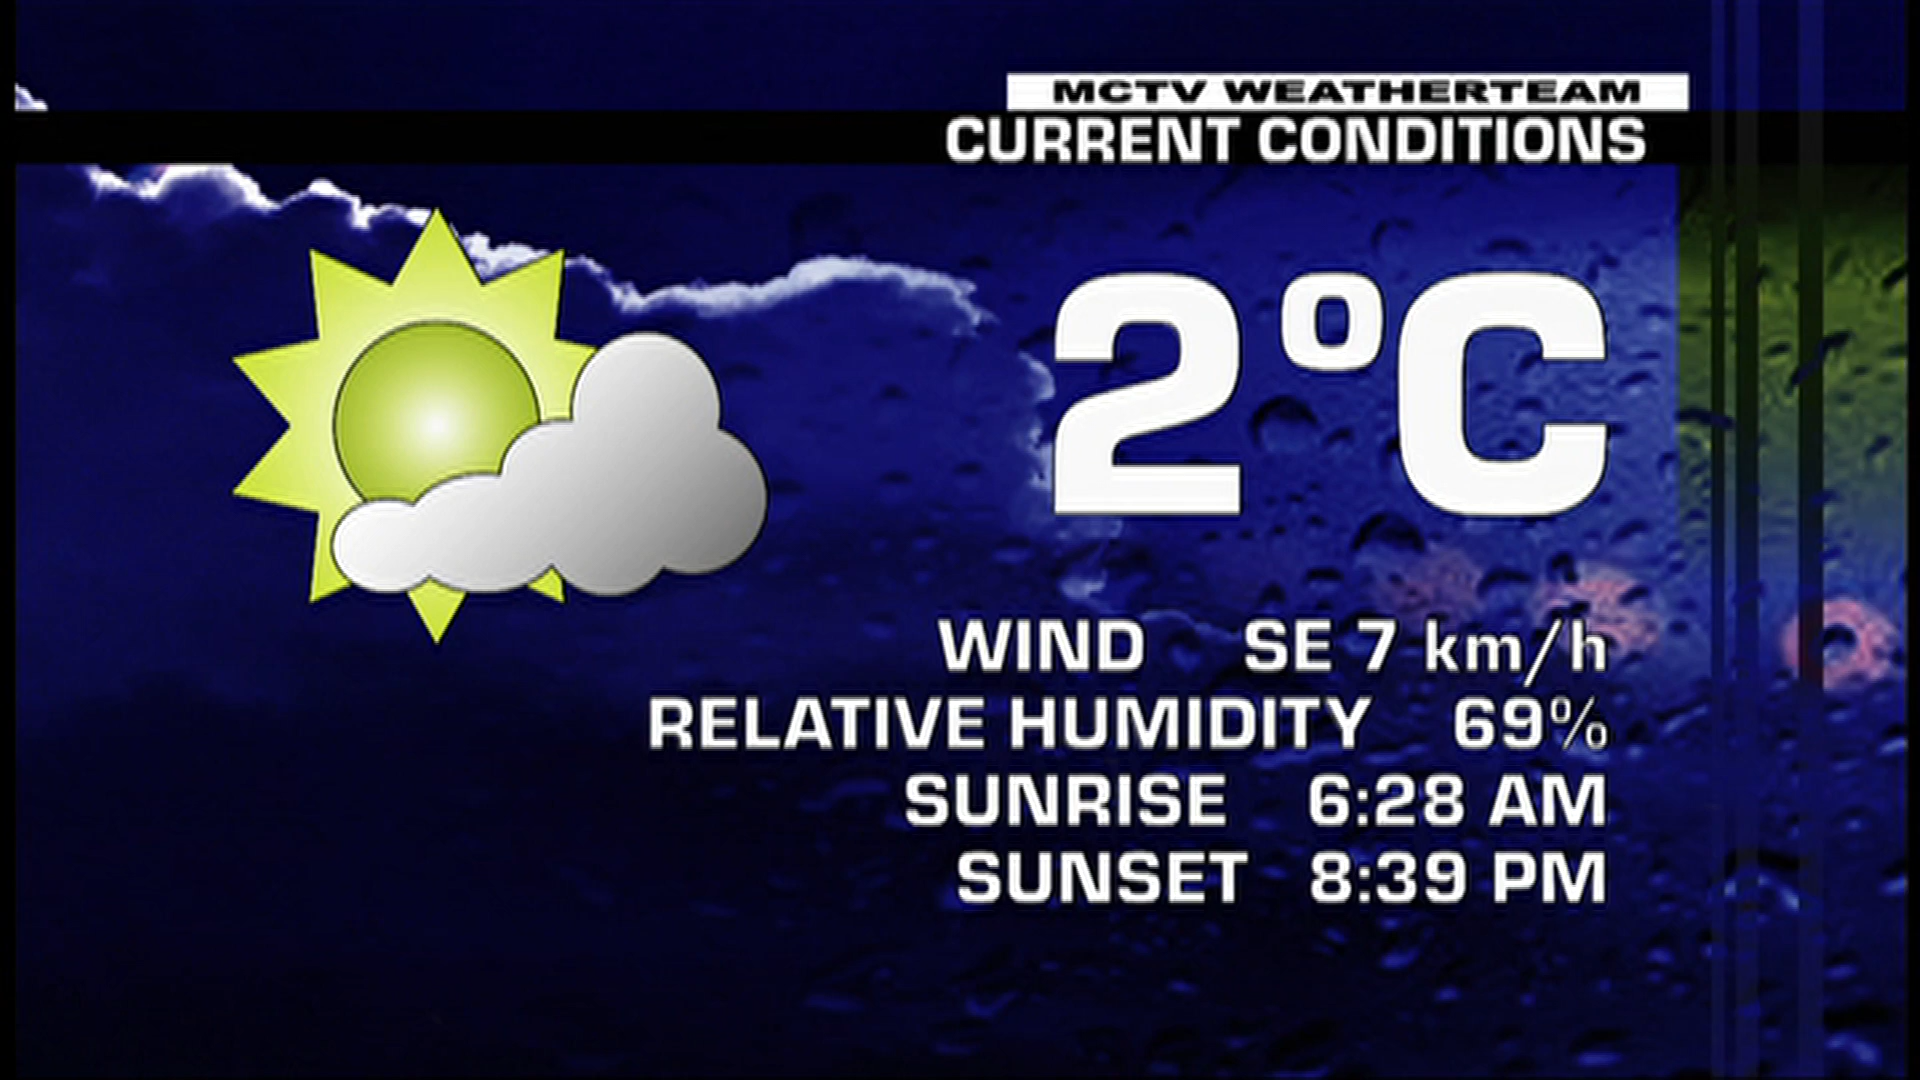 MCTV WEATHERTEAM
CURRENT CONDITIONS
2°C
WIND SE 7 km/h
RELATIVE HUMIDITY 69%
SUNRISE 6:28 AM
SUNSET 8:39 PM